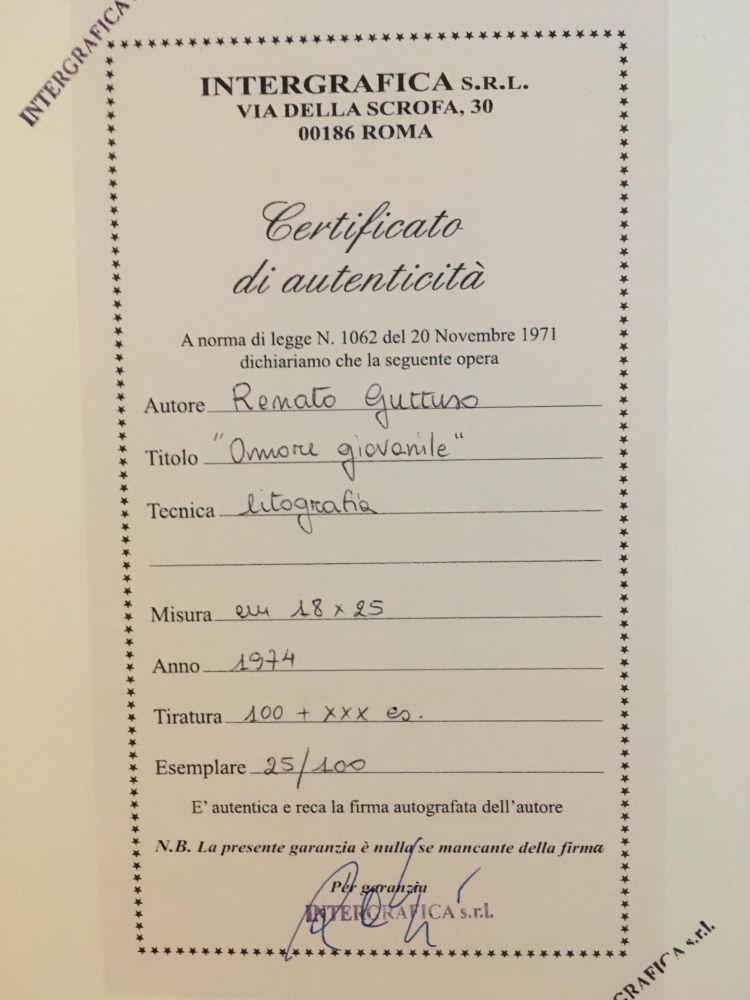 INTERGRAFICA
INTERGRAFICA S.R.L.
VIA DELLA SCROFA, 30
00186 ROMA
Certificato
di autenticità
A norma di legge N. 1062 del 20 Novembre 1971
dichiariamo che la seguente opera
Autore Renato Guttuso
Titolo "Amore giovanile"
Tecnica litografia
Misura cm 18 x 25
Anno 1974
Tiratura 100 + XXX es.
Esemplare 25/100
E' autentica e reca la firma autografata dell'autore
N.B. La presente garanzia è nulla se mancante della firma
Per garanzia
INTERGRAFICA s.r.l.
GRAFICA s.r.l.